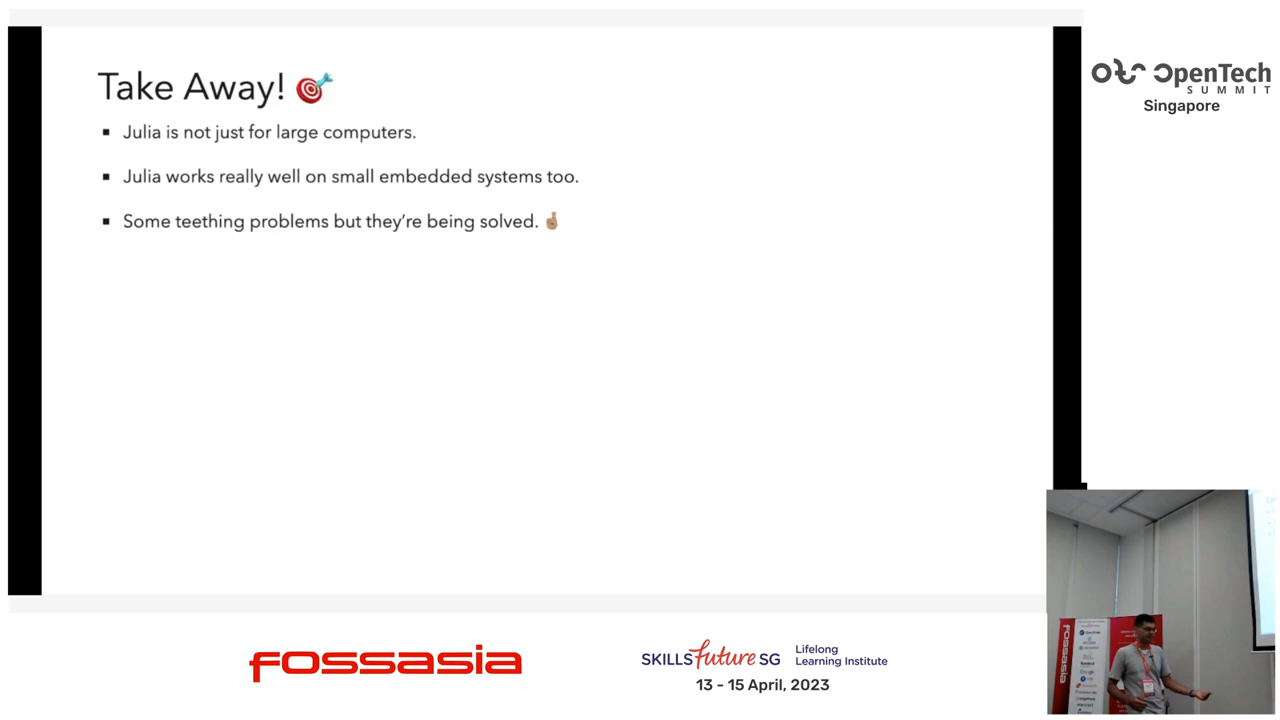 Take Away! 🎯
▪ Julia is not just for large computers.
▪ Julia works really well on small embedded systems too.
▪ Some teething problems but they're being solved. 🤞🏽
OpenTech
SUMMIT
Singapore
fossasia
SKILLS future SG
Lifelong
Learning Institute
13 - 15 April, 2023
fossasia
Google